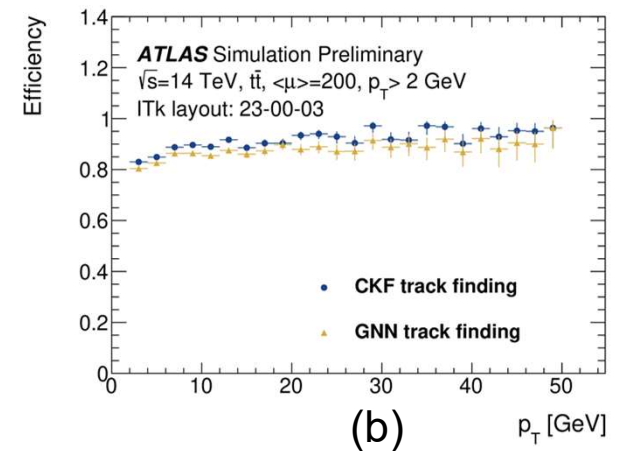 Efficiency
1.4
1.2
1
0.8
0.6
0.4
0.2
0
ATLAS Simulation Preliminary
√s=14 TeV, tt̄, <μ>=200, p_T> 2 GeV
ITk layout: 23-00-03
CKF track finding
GNN track finding
0 10 20 30 40 50
p_T [GeV]
(b)